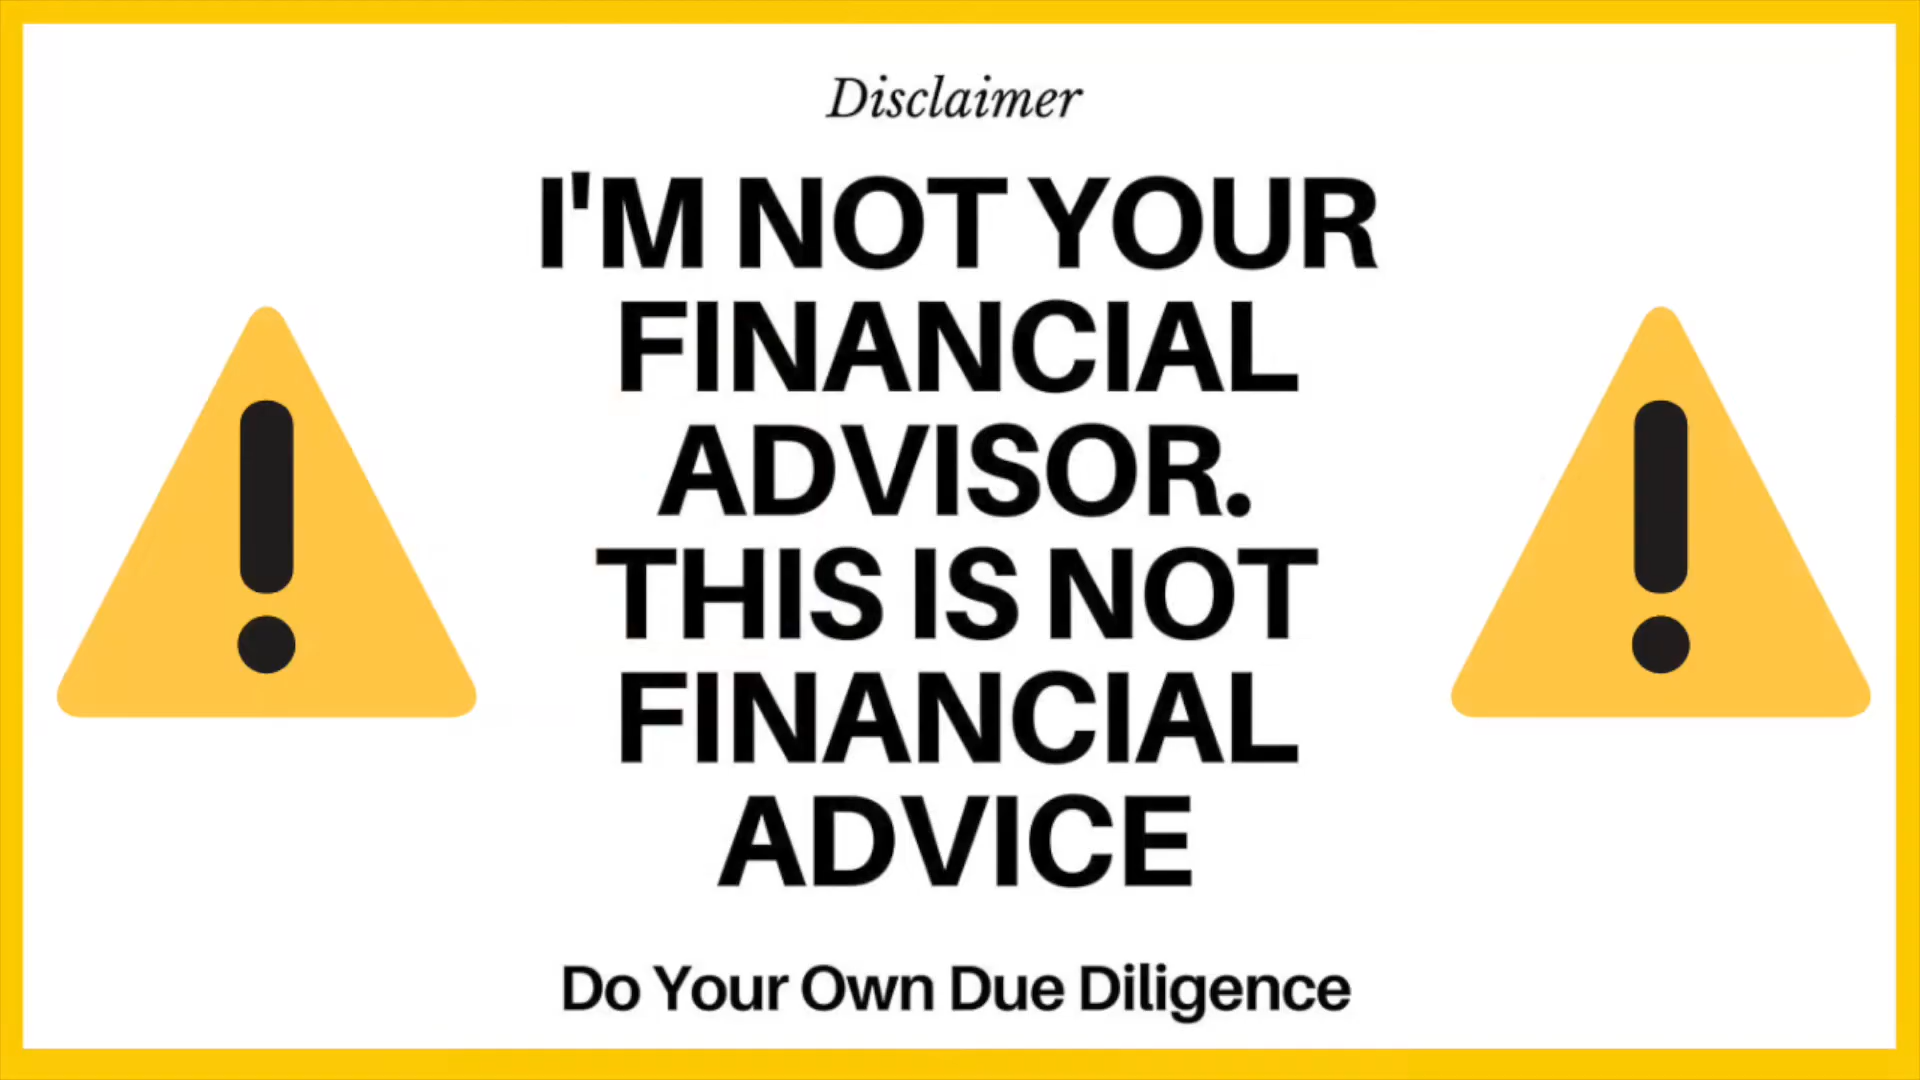 Disclaimer
I'M NOT YOUR
FINANCIAL
ADVISOR.
THIS IS NOT
FINANCIAL
ADVICE
Do Your Own Due Diligence